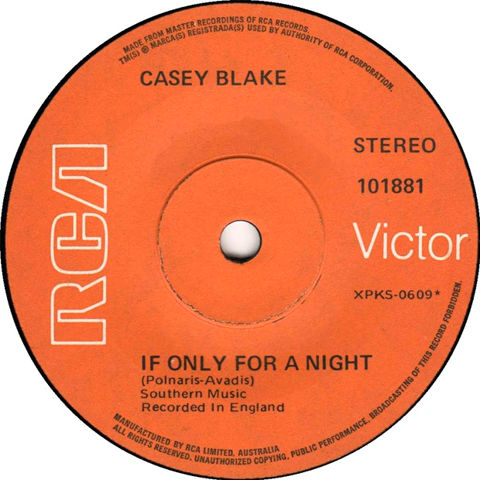 MADE FROM MASTER RECORDINGS OF RCA RECORDS.
TM(S) ® MARCA(S) REGISTRADA(S) USED BY AUTHORITY OF RCA CORPORATION.
CASEY BLAKE
RCA
STEREO
101881
Victor
XPKS-0609*
IF ONLY FOR A NIGHT
(Polnaris-Avadis)
Southern Music
Recorded In England
MANUFACTURED BY RCA LIMITED, AUSTRALIA
ALL RIGHTS RESERVED. UNAUTHORIZED COPYING, PUBLIC PERFORMANCE, BROADCASTING OF THIS RECORD FORBIDDEN.